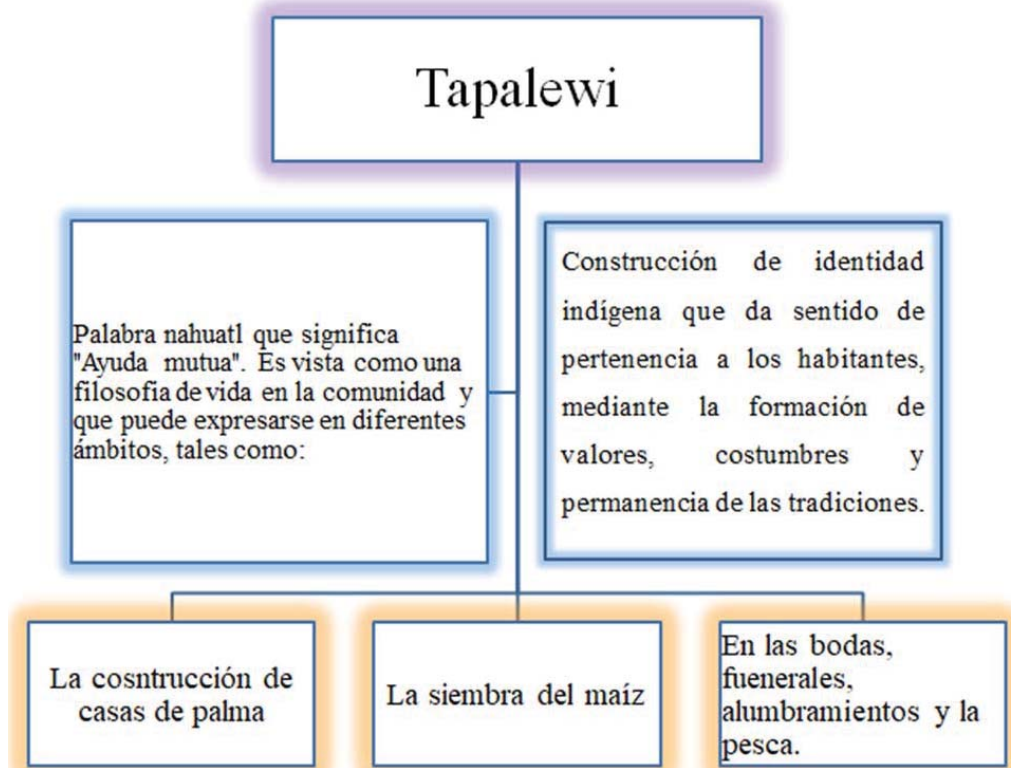 Tapalewi
Palabra nahuatl que significa
"Ayuda mutua". Es vista como una
filosofia de vida en la comunidad y
que puede expresarse en diferentes
ámbitos, tales como:
Construcción de identidad
indígena que da sentido de
pertenencia a los habitantes,
mediante la formación de
valores, costumbres y
permanencia de las tradiciones.
La cosntrucción de
casas de palma
La siembra del maíz
En las bodas,
fuenerales,
alumbramientos y la
pesca.